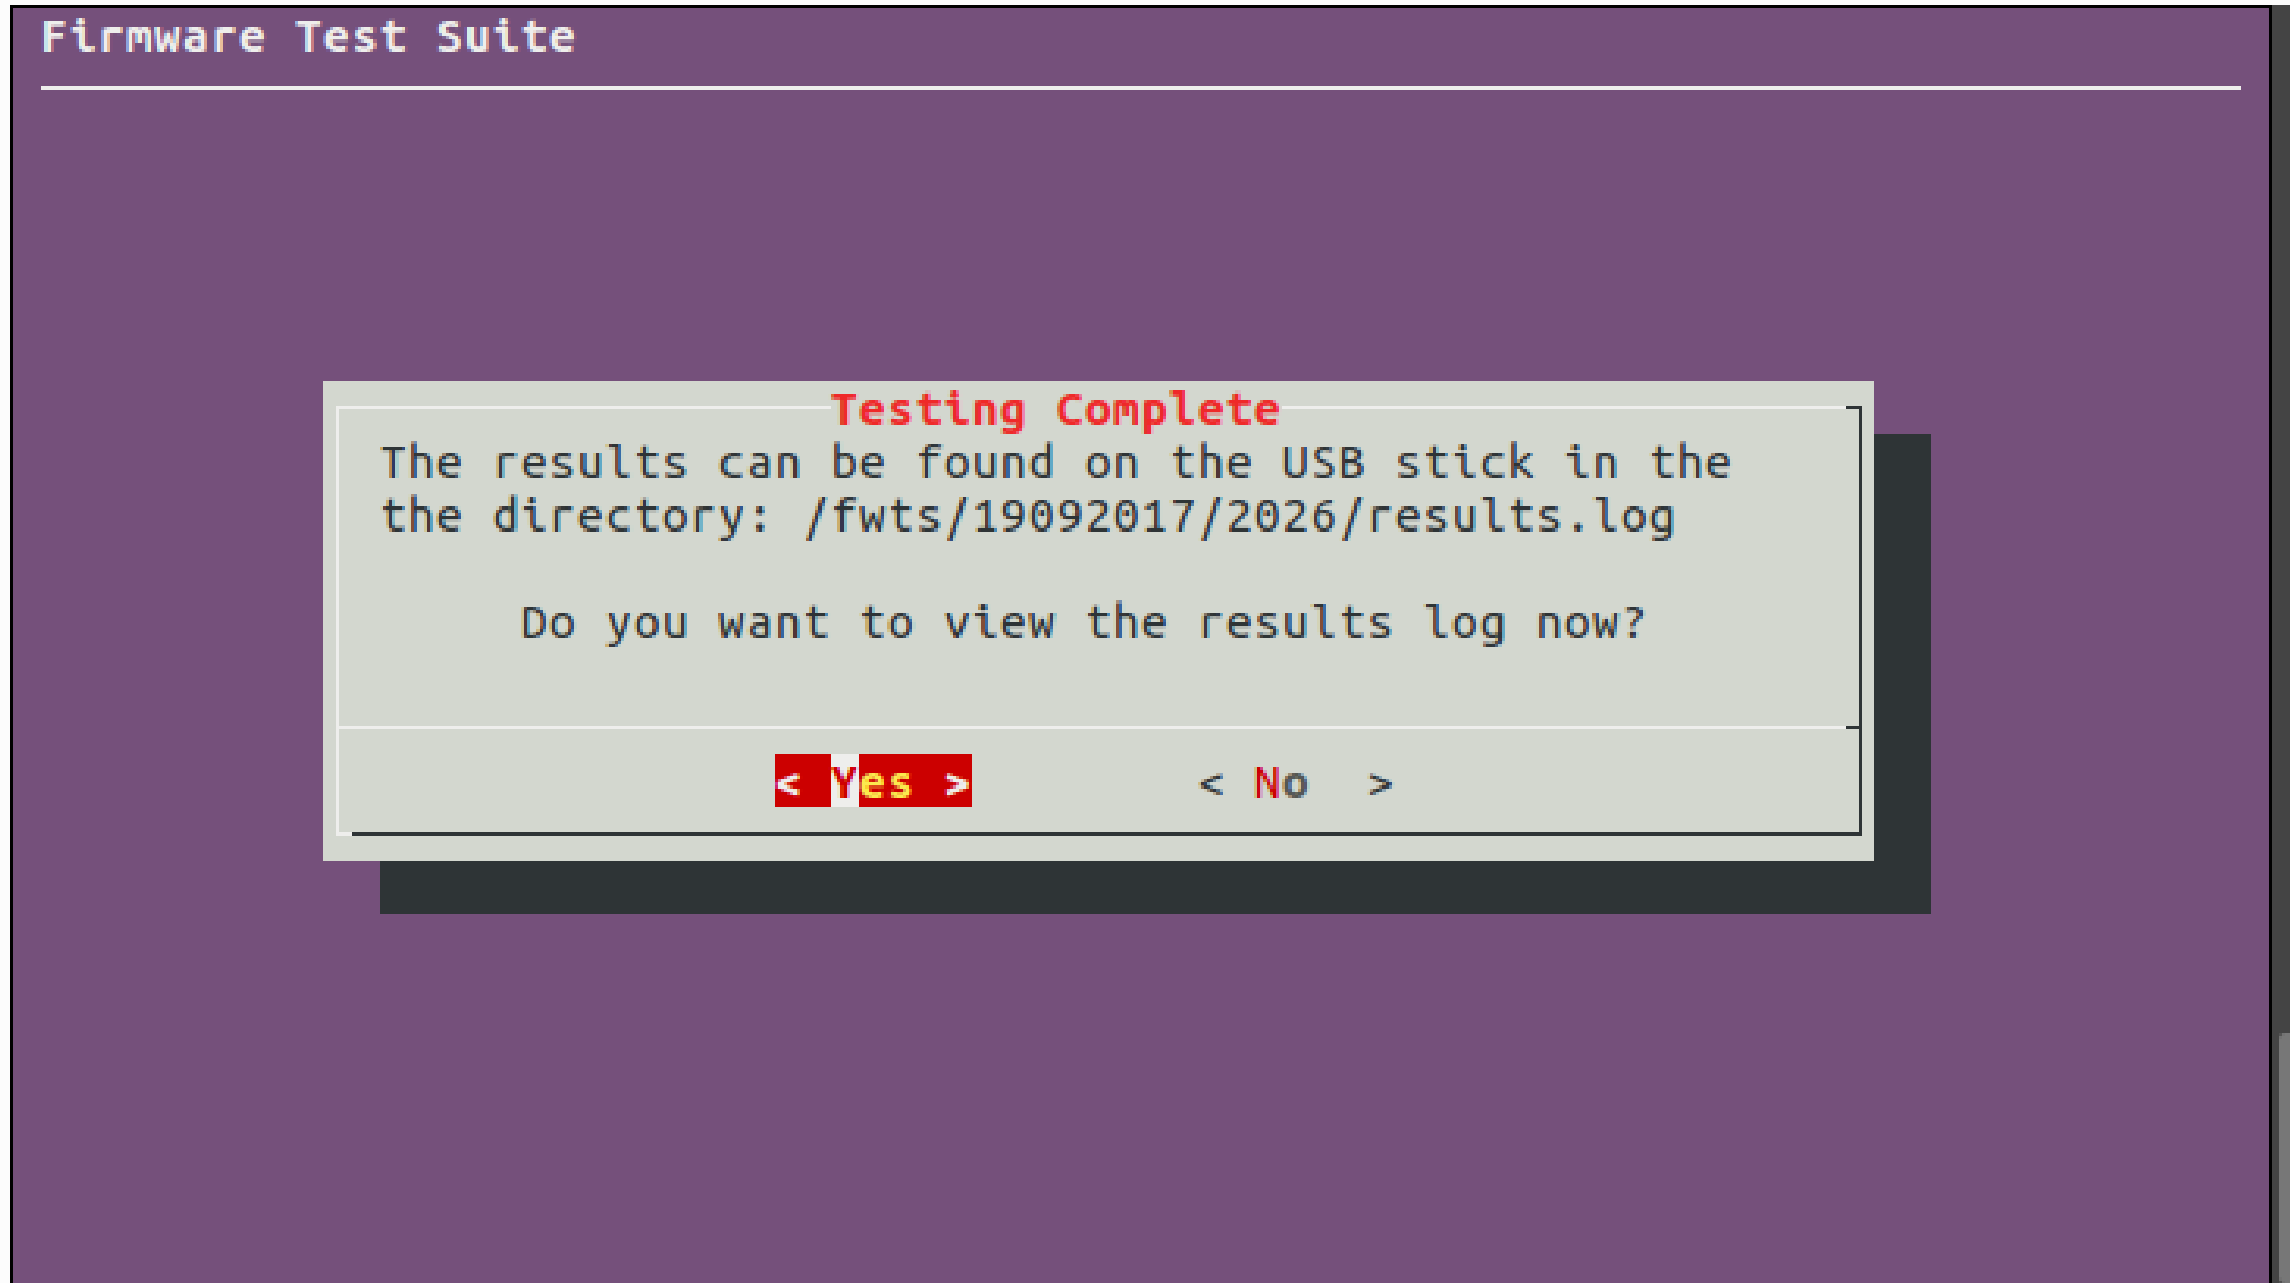 Firmware Test Suite
Testing Complete
The results can be found on the USB stick in the
the directory: /fwts/19092017/2026/results.log
Do you want to view the results log now?
< Yes > < No >